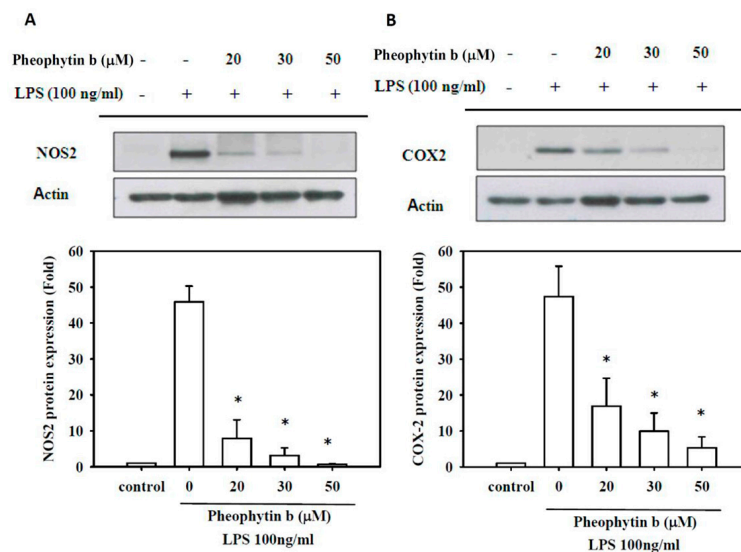 A
Pheophytin b (μM) - - 20 30 50
LPS (100 ng/ml) - + + + +
NOS2
Actin
NOS2 protein expression (Fold)
60
50
40
30
20
10
0
* * *
control 0 20 30 50
Pheophytin b (μM)
LPS 100ng/ml
B
Pheophytin b (μM) - - 20 30 50
LPS (100 ng/ml) - + + + +
COX2
Actin
COX-2 protein expression (Fold)
60
50
40
30
20
10
0
* * *
control 0 20 30 50
Pheophytin b (μM)
LPS 100ng/ml